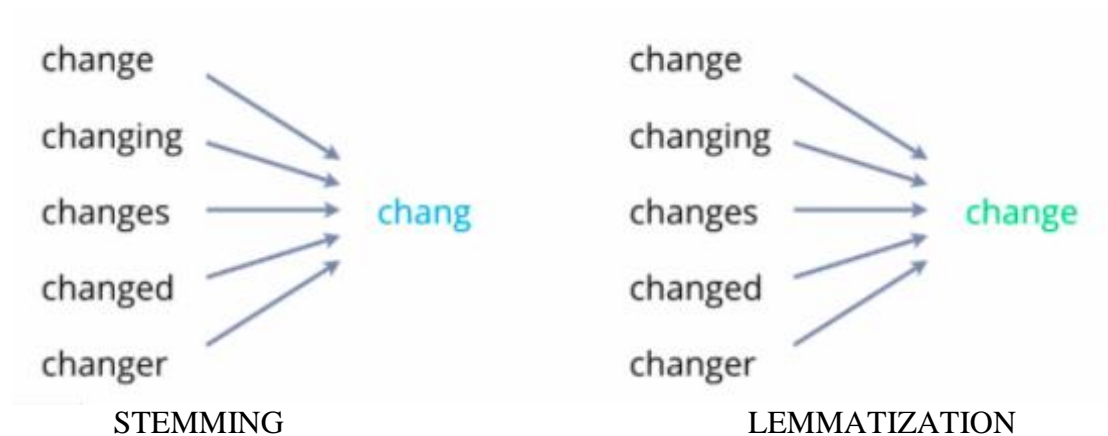 change change
changing changing
changes chang changes change
changed changed
changer changer
STEMMING LEMMATIZATION